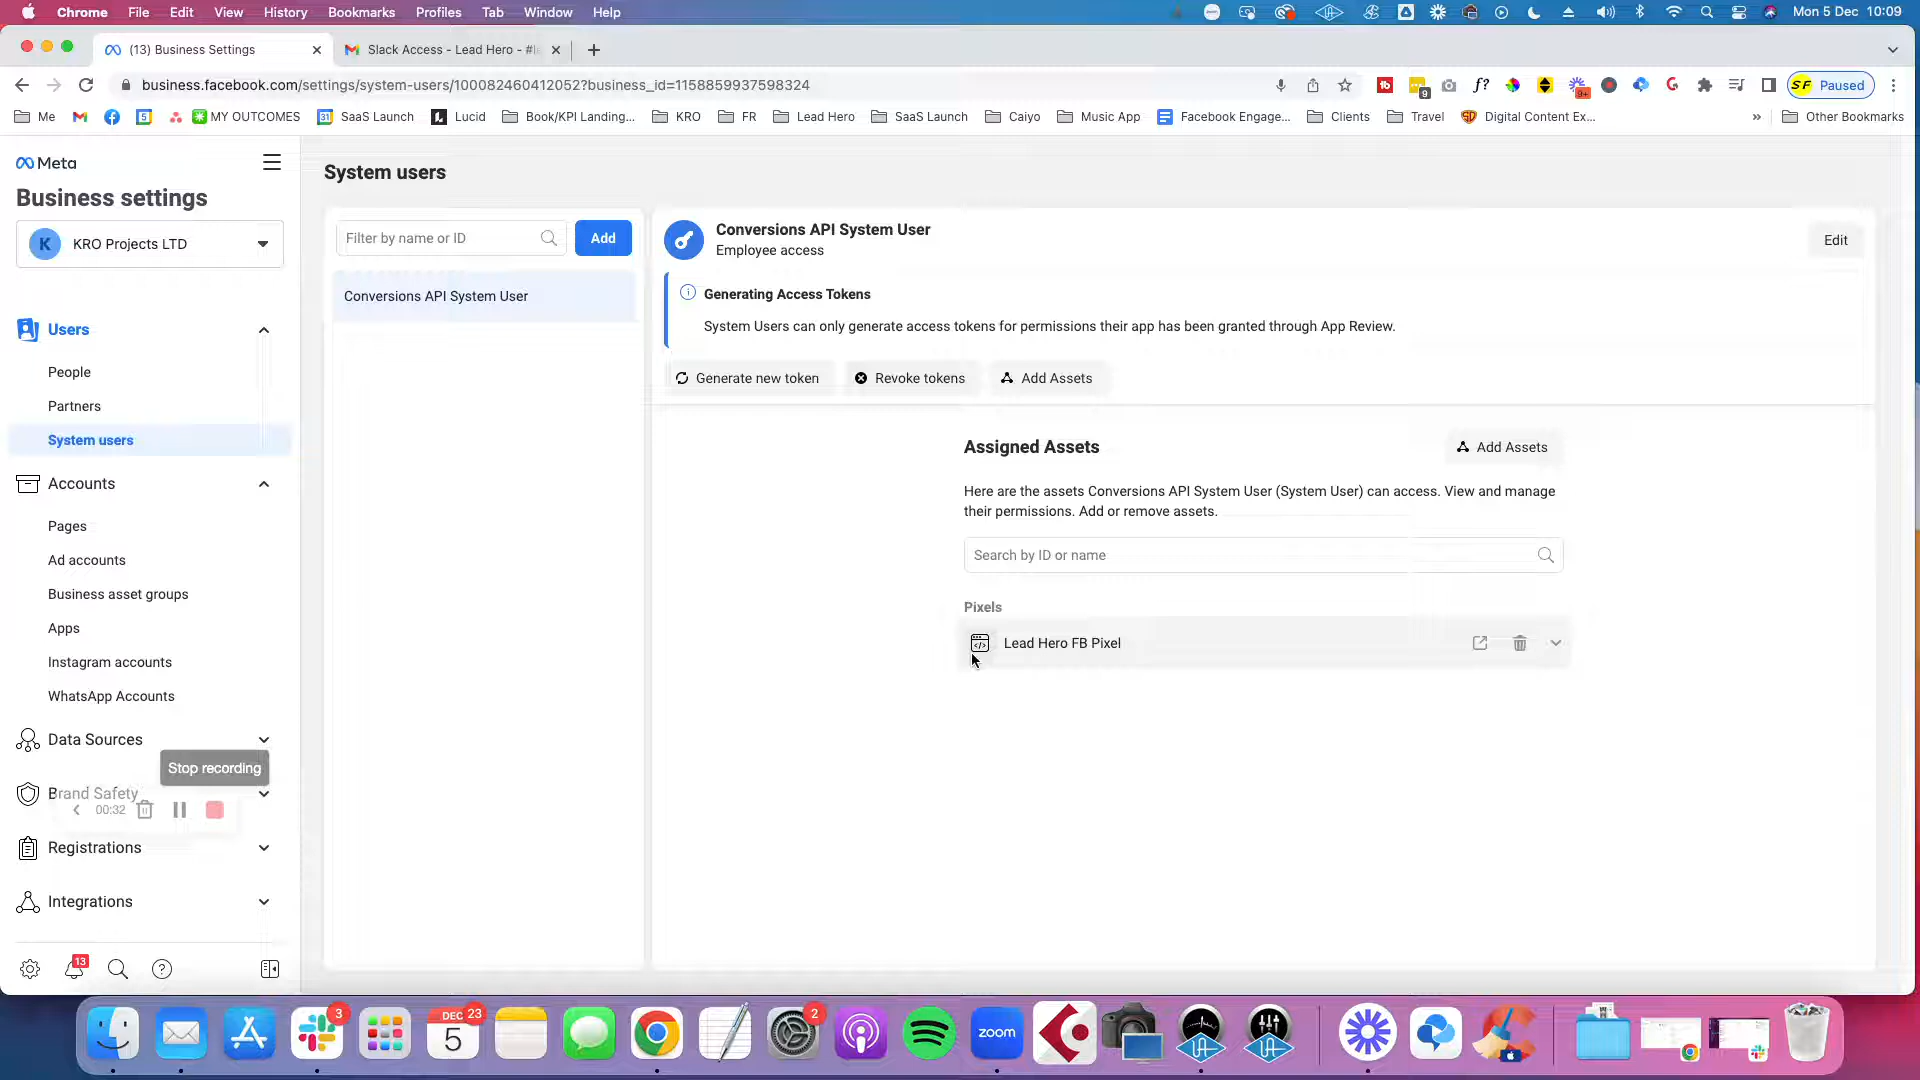 Chrome File Edit View History Bookmarks Profiles Tab Window Help Mon 5 Dec 10:09
(13) Business Settings
Slack Access - Lead Hero - #l
business.facebook.com/settings/system-users/100082460412052?business_id=1158859937598324
9
f?
9+
SF Paused
Me
31 MY OUTCOMES
SaaS Launch
Lucid
Book/KPI Landing...
KRO
FR
Lead Hero
SaaS Launch
Caiyo
Music App
Facebook Engage...
Clients
Travel
Digital Content Ex...
» Other Bookmarks
Meta
Business settings
K KRO Projects LTD
Users
People
Partners
System users
Accounts
Pages
Ad accounts
Business asset groups
Apps
Instagram accounts
WhatsApp Accounts
Data Sources
Stop recording
Brand Safety
00:32
Registrations
Integrations
13
System users
Filter by name or ID
Add
Conversions API System User
Conversions API System User
Employee access
Edit
Generating Access Tokens
System Users can only generate access tokens for permissions their app has been granted through App Review.
Generate new token
Revoke tokens
Add Assets
Assigned Assets
Add Assets
Here are the assets Conversions API System User (System User) can access. View and manage
their permissions. Add or remove assets.
Search by ID or name
Pixels
Lead Hero FB Pixel
3
DEC 23
5
2
zoom